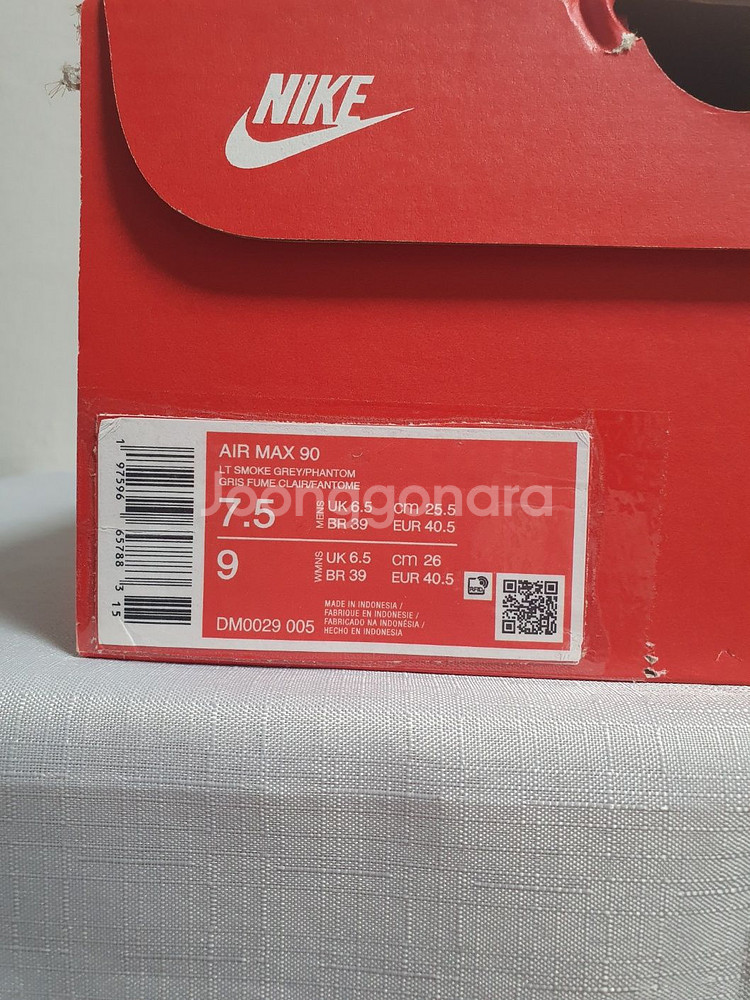 NIKE
AIR MAX 90
LT SMOKE GREY/PHANTOM
GRIS FUME CLAIR/FANTOME
Joonggonara
7.5 MENS UK 6.5 cm 25.5
BR 39 EUR 40.5
9 WMNS UK 6.5 cm 26
BR 39 EUR 40.5
RFID
DM0029 005
MADE IN INDONESIA /
FABRIQUE EN INDONESIE /
FABRICADO NA INDONÉSIA /
HECHO EN INDONESIA
1 97596 65788 3 15